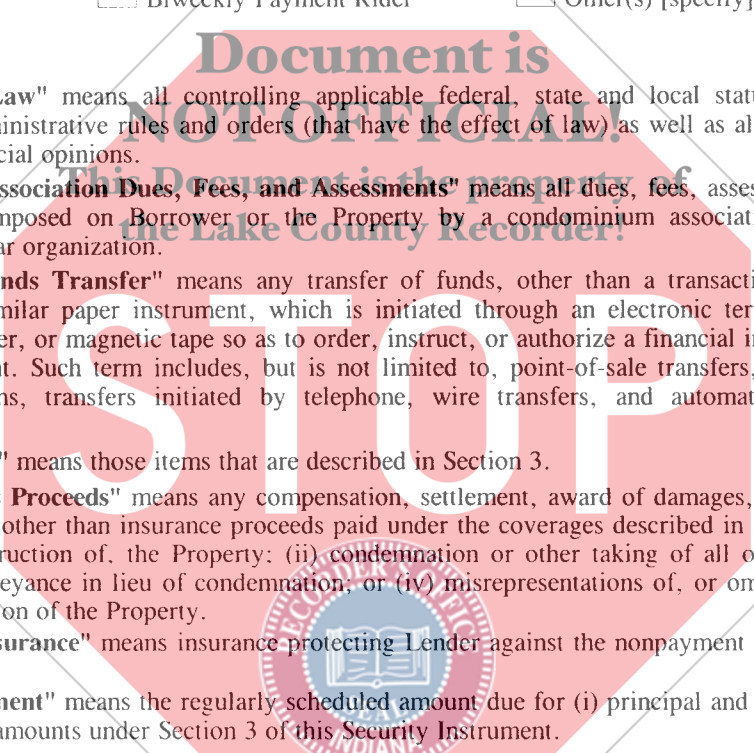 Biweekly Payment Rider Other(s) [specify]
Document is
Law" means all controlling applicable federal, state and local statu
NOT OFFICIAL!
ministrative rules and orders (that have the effect of law) as well as al
cial opinions.
This Document is the property of
ssociation Dues, Fees, and Assessments" means all dues, fees, asses
mposed on Borrower or the Property by a condominium associati
the Lake County Recorder!
ar organization.
nds Transfer" means any transfer of funds, other than a transacti
milar paper instrument, which is initiated through an electronic ter
er, or magnetic tape so as to order, instruct, or authorize a financial i
t. Such term includes, but is not limited to, point-of-sale transfers,
ns, transfers initiated by telephone, wire transfers, and automat
STOP
" means those items that are described in Section 3.
Proceeds" means any compensation, settlement, award of damages,
other than insurance proceeds paid under the coverages described in
ruction of, the Property; (ii) condemnation or other taking of all o
eyance in lieu of condemnation; or (iv) misrepresentations of, or om
on of the Property.
RECORDER'S OFFICE
surance" means insurance protecting Lender against the nonpayment
SEAL
nent" means the regularly scheduled amount due for (i) principal and
amounts under Section 3 of this Security Instrument.
INDIANA